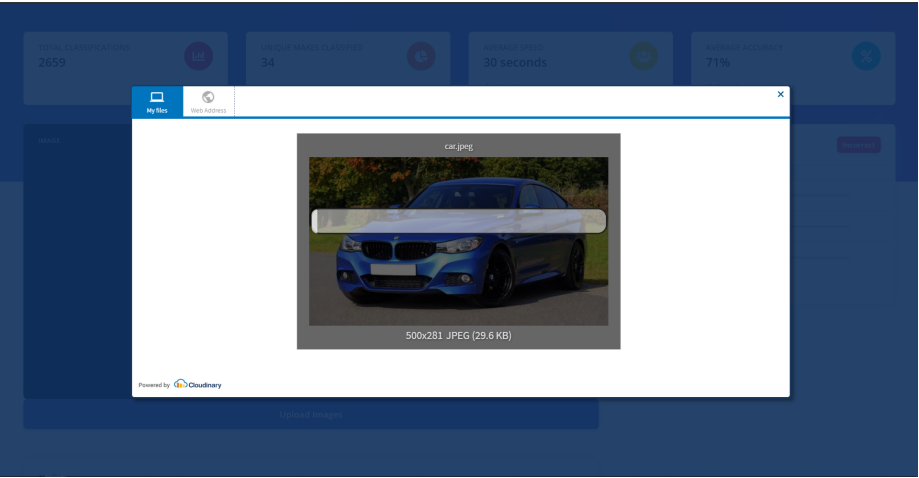 TOTAL CLASSIFICATIONS
2659
UNIQUE MAKES CLASSIFIED
34
AVERAGE SPEED
30 seconds
AVERAGE ACCURACY
71%
My files
Web Address
IMAGE
car.jpeg
500x281 JPEG (29.6 KB)
Powered by Cloudinary
Upload Images